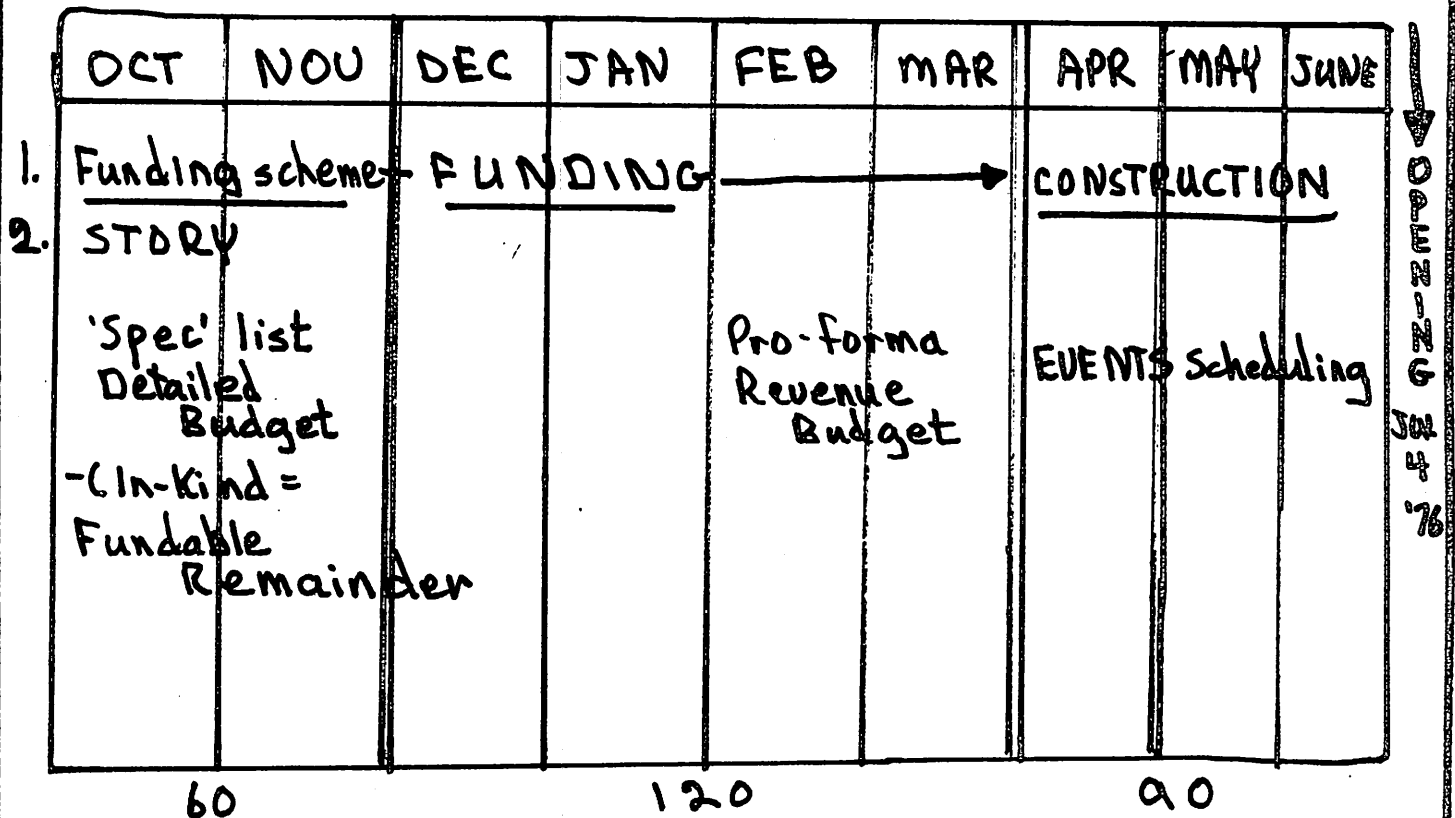 OCT NOV DEC JAN FEB MAR APR MAY JUNE
1. Funding scheme - FUNDING → CONSTRUCTION
2. STORY
'Spec' list
Detailed
Budget
-(In-Kind =
Fundable
Remainder
Pro-forma
Revenue
Budget
EVENTS Scheduling
OPENING
JUL
4
'76
60 120 90